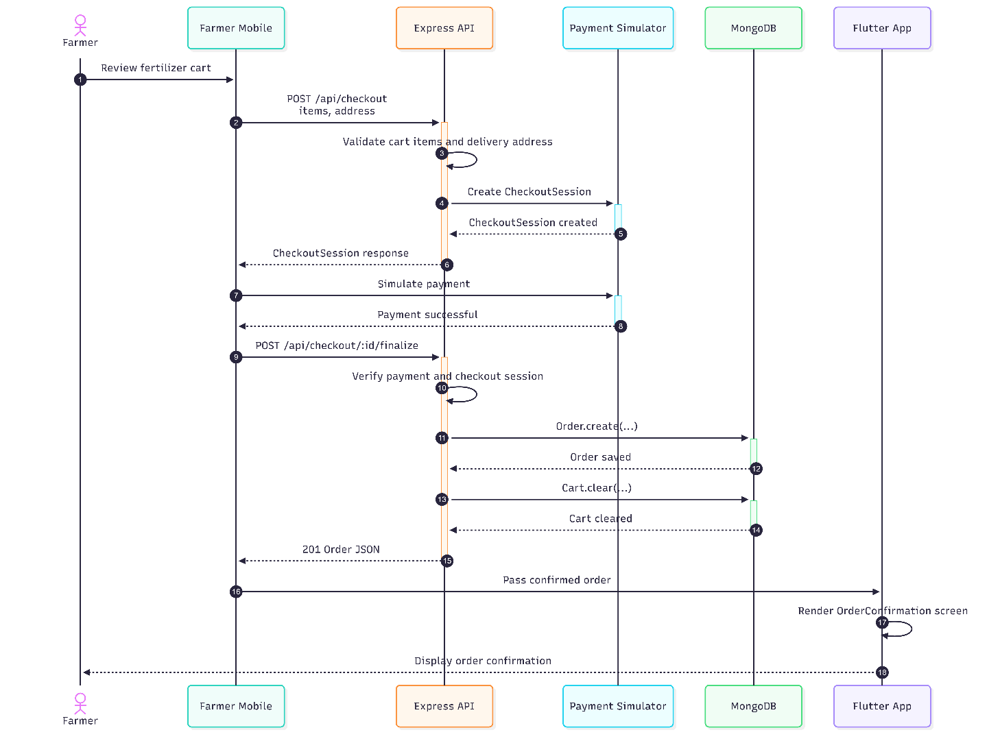 Farmer
Farmer Mobile
Express API
Payment Simulator
MongoDB
Flutter App
Review fertilizer cart
1
POST /api/checkout
items, address
2
Validate cart items and delivery address
3
Create CheckoutSession
4
CheckoutSession created
5
CheckoutSession response
6
Simulate payment
7
Payment successful
8
POST /api/checkout/:id/finalize
9
Verify payment and checkout session
10
Order.create(...)
11
Order saved
12
Cart.clear(...)
13
Cart cleared
14
201 Order JSON
15
Pass confirmed order
16
Render OrderConfirmation screen
17
Display order confirmation
18
Farmer
Farmer Mobile
Express API
Payment Simulator
MongoDB
Flutter App